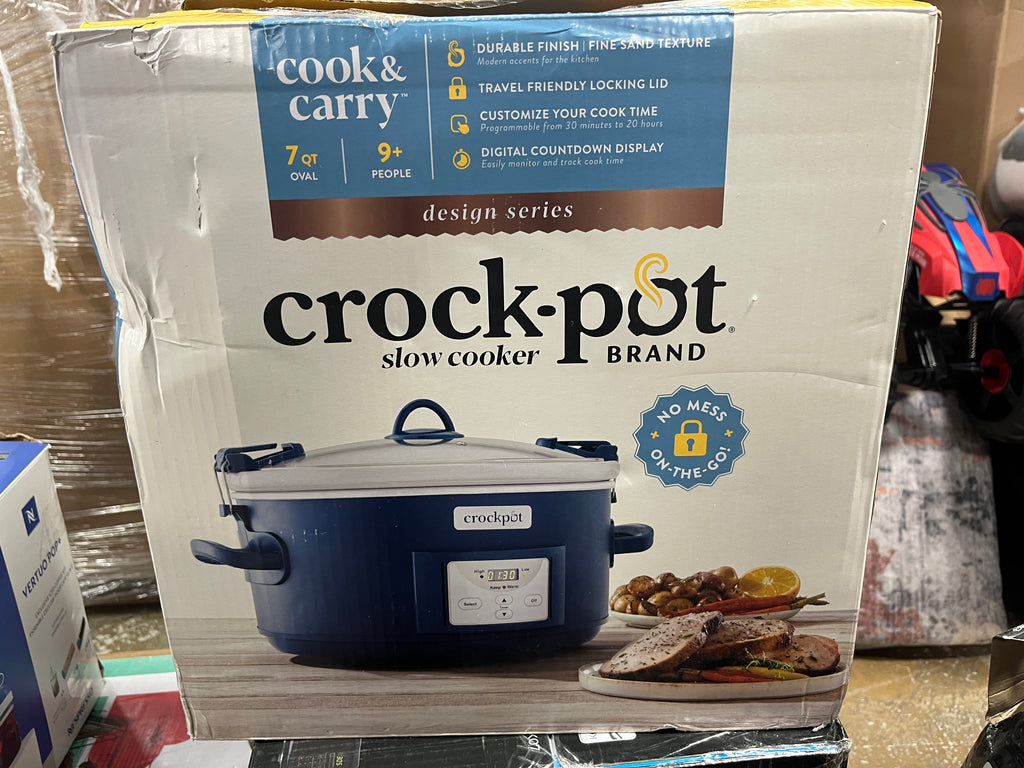 cook&
carry™
7 QT
OVAL
9+
PEOPLE
DURABLE FINISH | FINE SAND TEXTURE
Modern accents for the kitchen
TRAVEL FRIENDLY LOCKING LID
CUSTOMIZE YOUR COOK TIME
Programmable from 30 minutes to 20 hours
DIGITAL COUNTDOWN DISPLAY
Easily monitor and track cook time
design series
crock·pot®
slow cooker
BRAND
NO MESS
ON-THE-GO!
crockpot
High
01:30
Low
Keep Warm
Select
Timer
Off
N
VERTUO POP+